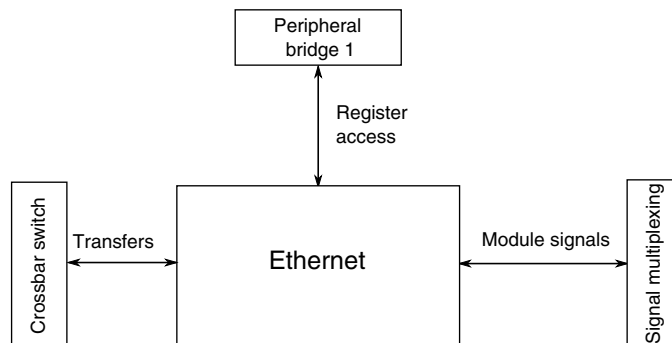 Peripheral
bridge 1
Register
access
Crossbar switch
Transfers
Ethernet
Module signals
Signal multiplexing